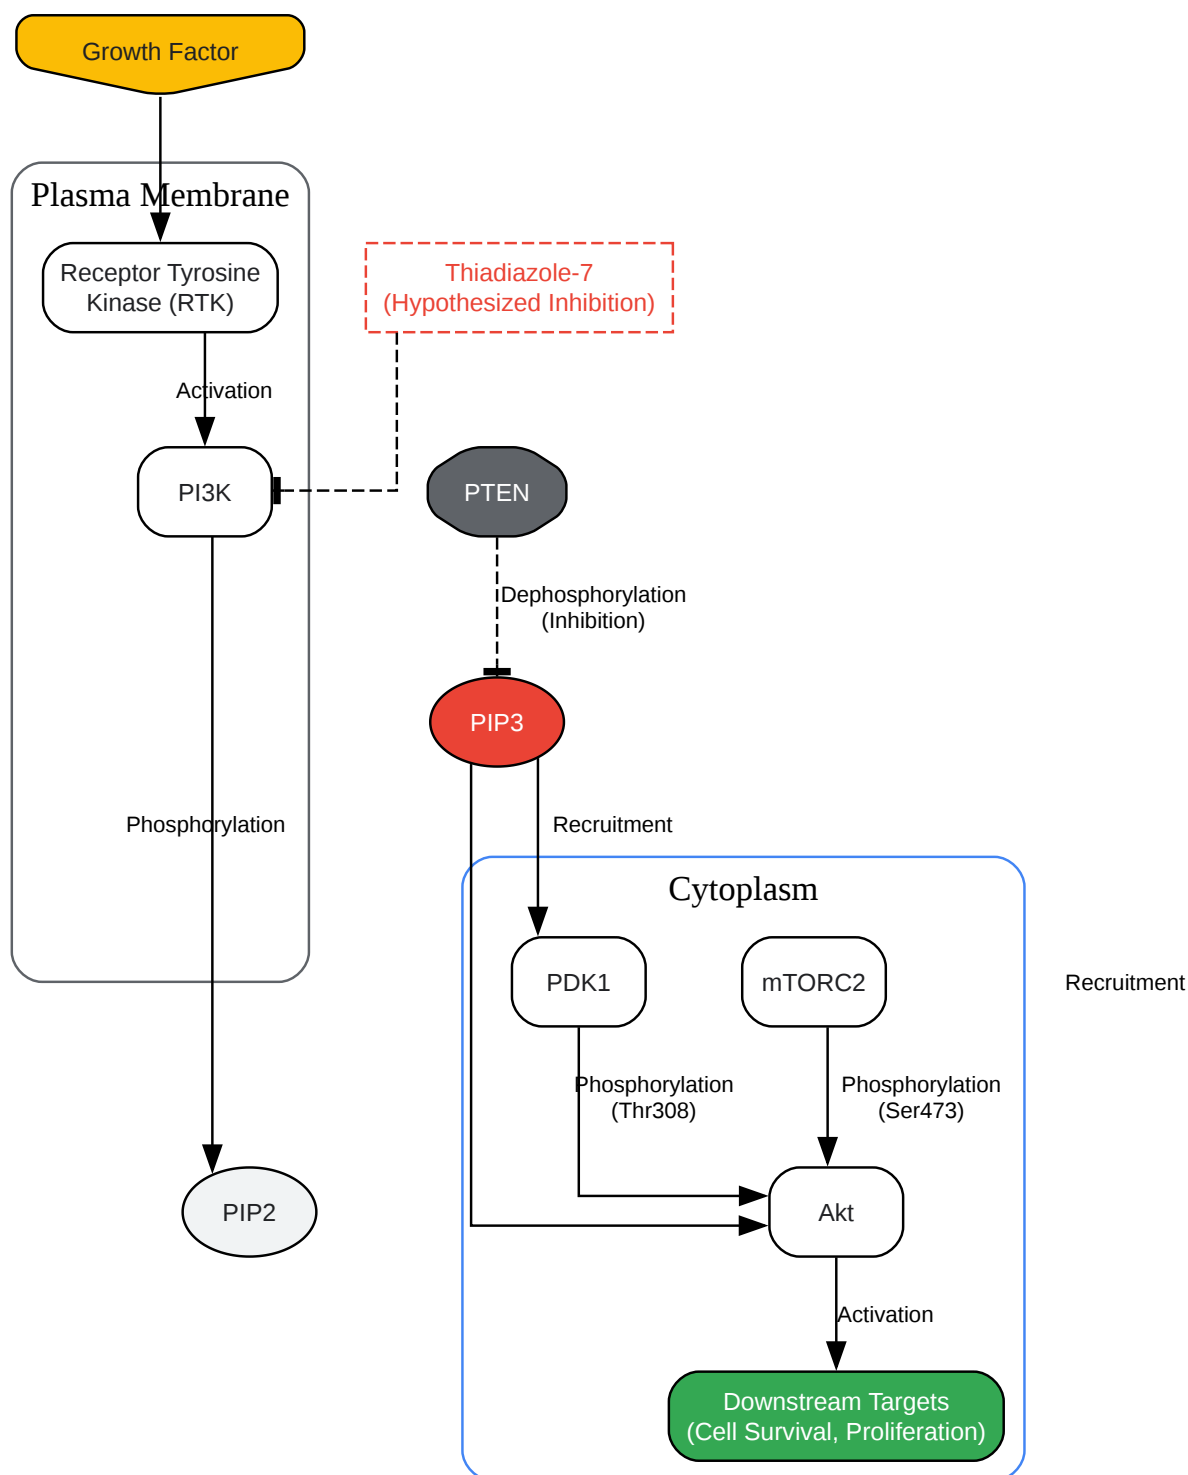 Growth Factor
Plasma Membrane
Receptor Tyrosine
Kinase (RTK)
Thiadiazole-7
(Hypothesized Inhibition)
Activation
PI3K
PTEN
Dephosphorylation
(Inhibition)
PIP3
Phosphorylation
Recruitment
Cytoplasm
PDK1
mTORC2
Recruitment
Phosphorylation
(Thr308)
Phosphorylation
(Ser473)
PIP2
Akt
Activation
Downstream Targets
(Cell Survival, Proliferation)